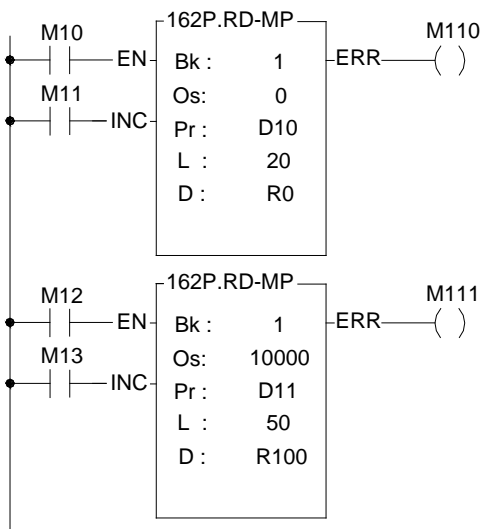 162P.RD-MP
M10 M110
EN Bk : 1 ERR ( )
M11 Os: 0
INC Pr : D10
L : 20
D : R0
162P.RD-MP
M12 M111
EN Bk : 1 ERR ( )
M13 Os: 10000
INC Pr : D11
L : 50
D : R100